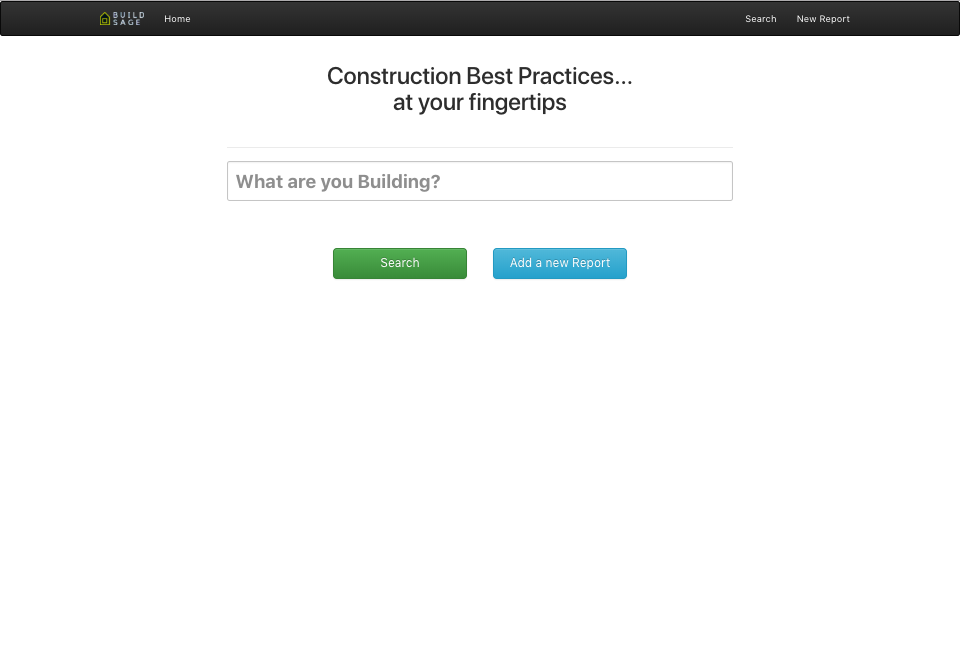 BUILD
SAGE
Home
Search
New Report
Construction Best Practices...
at your fingertips
What are you Building?
Search
Add a new Report